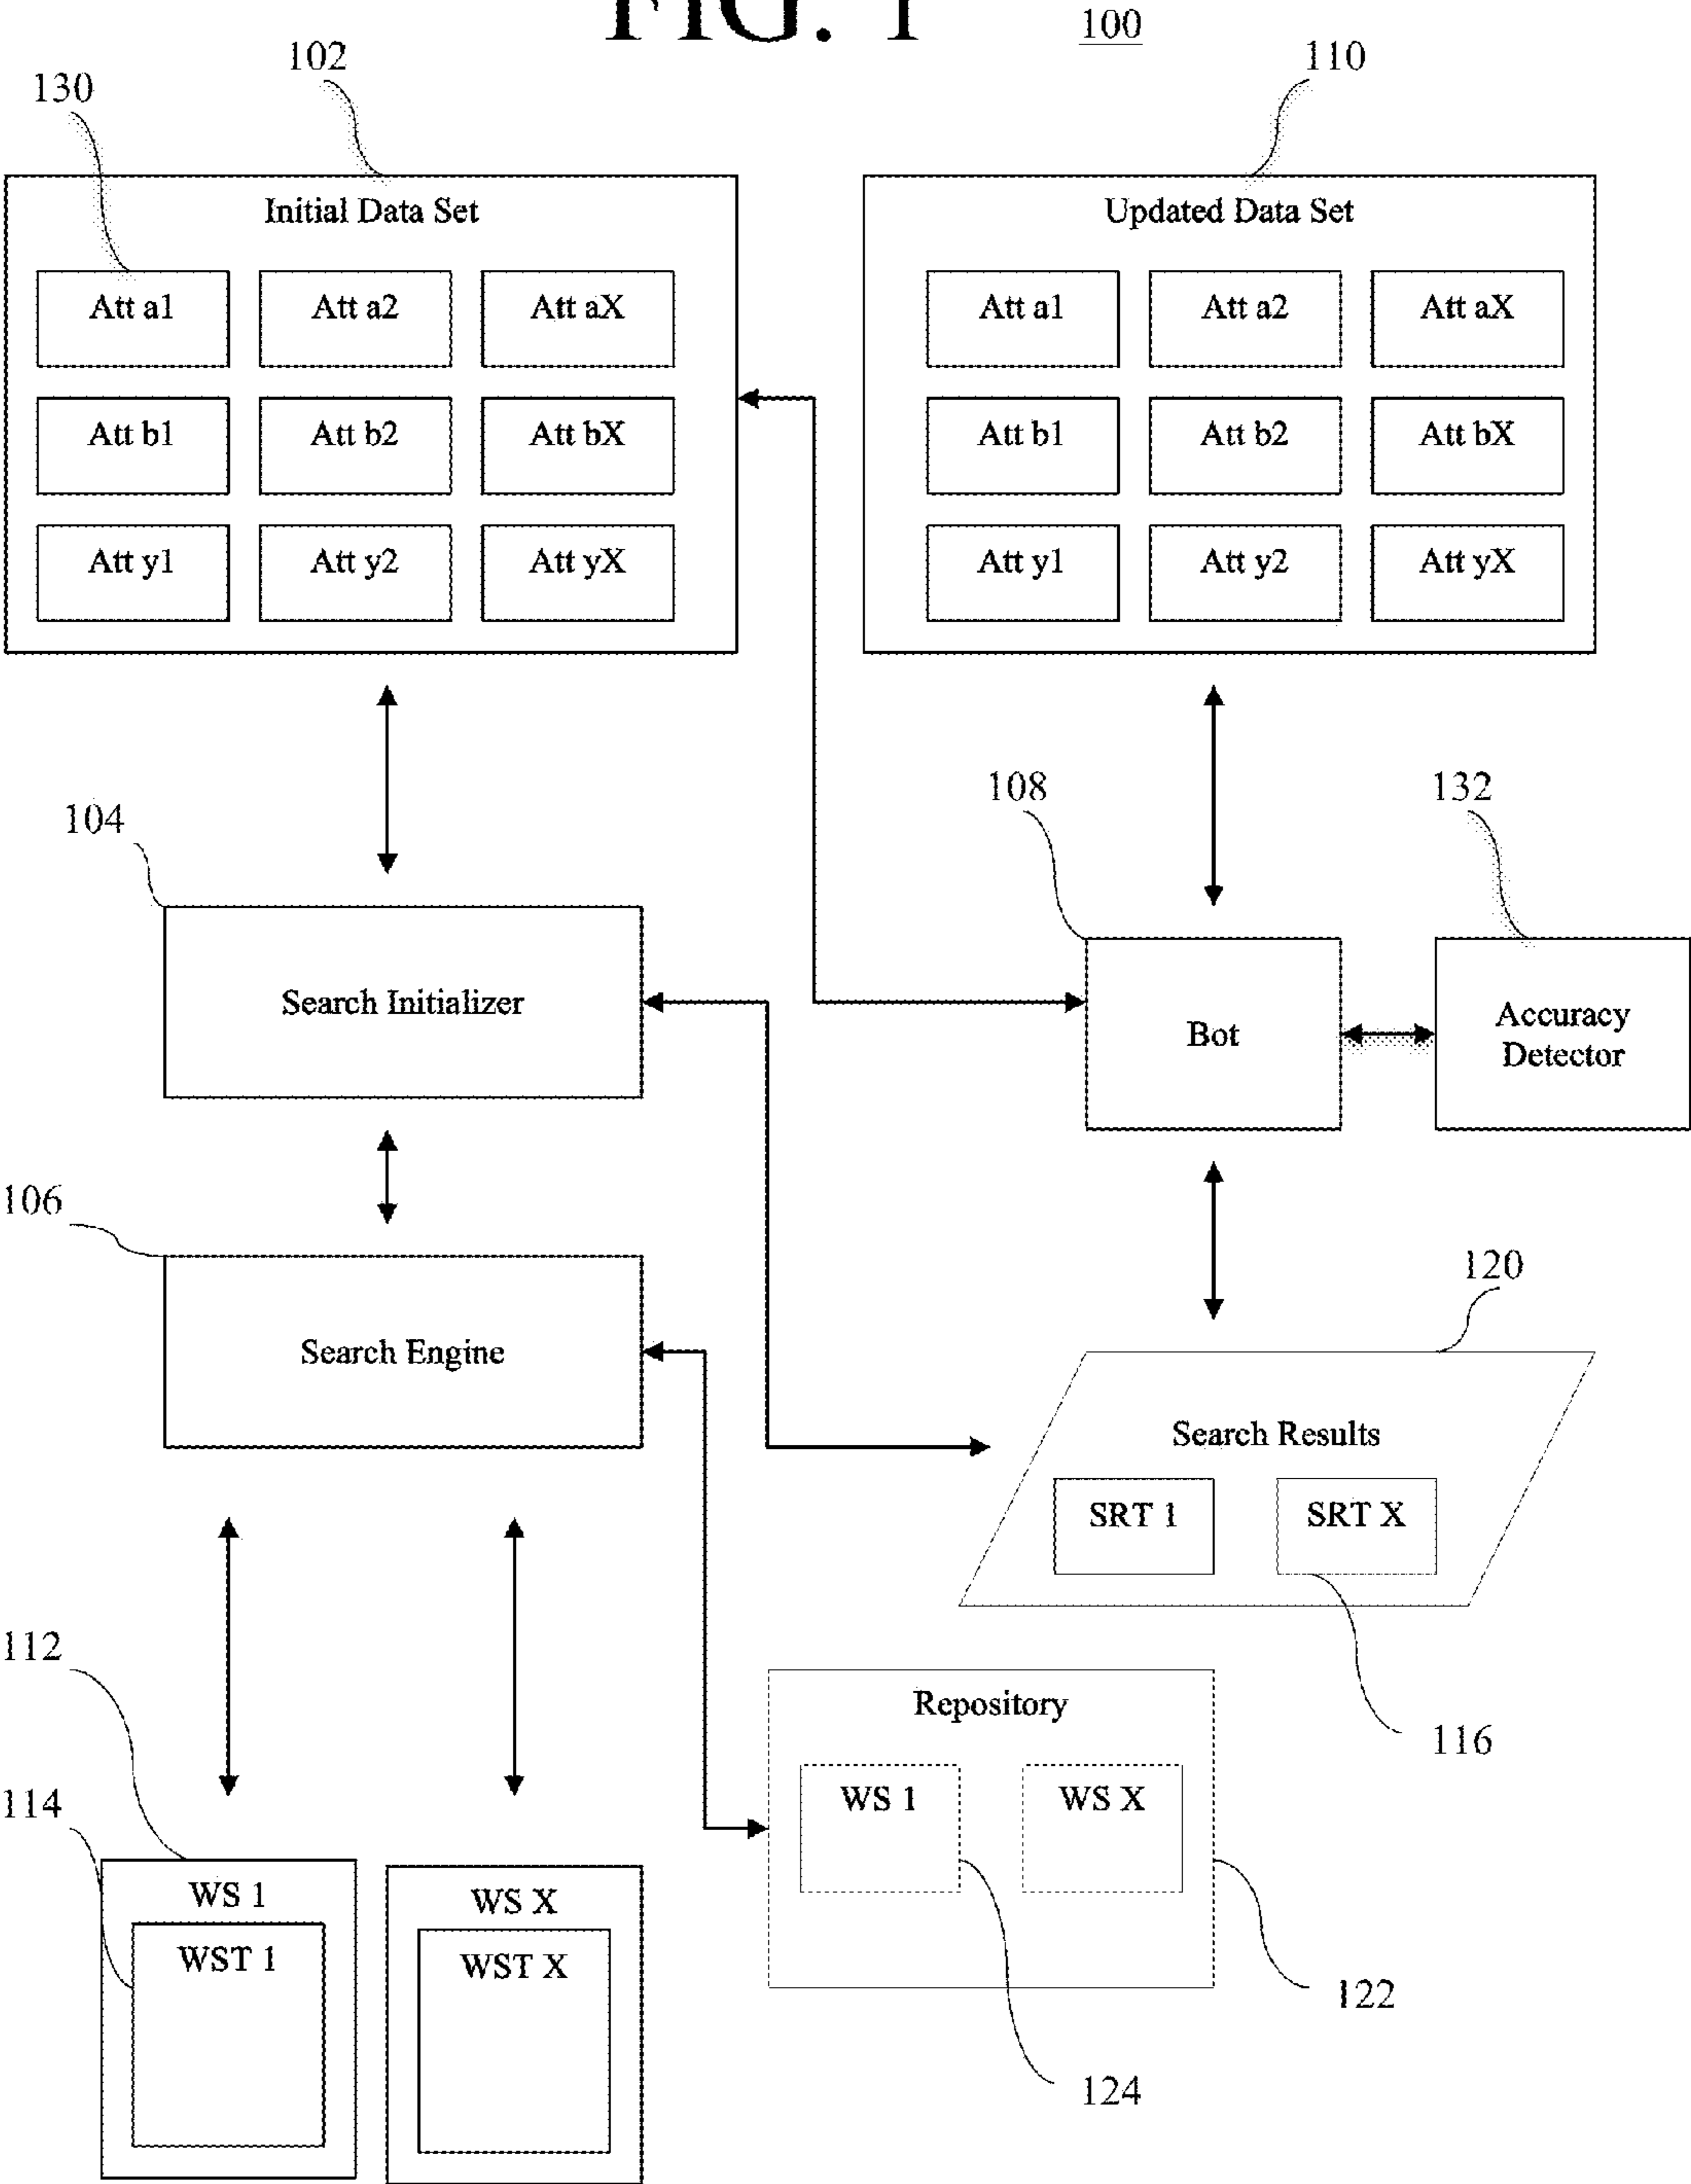 FIG. 1
100
102
110
130
Initial Data Set
Updated Data Set
Att a1
Att a2
Att aX
Att a1
Att a2
Att aX
Att b1
Att b2
Att bX
Att b1
Att b2
Att bX
Att y1
Att y2
Att yX
Att y1
Att y2
Att yX
104
108
132
Search Initializer
Bot
Accuracy
Detector
106
Search Engine
120
Search Results
SRT 1
SRT X
116
112
114
Repository
WS 1
WS X
WS 1
WST 1
WS X
WST X
122
124